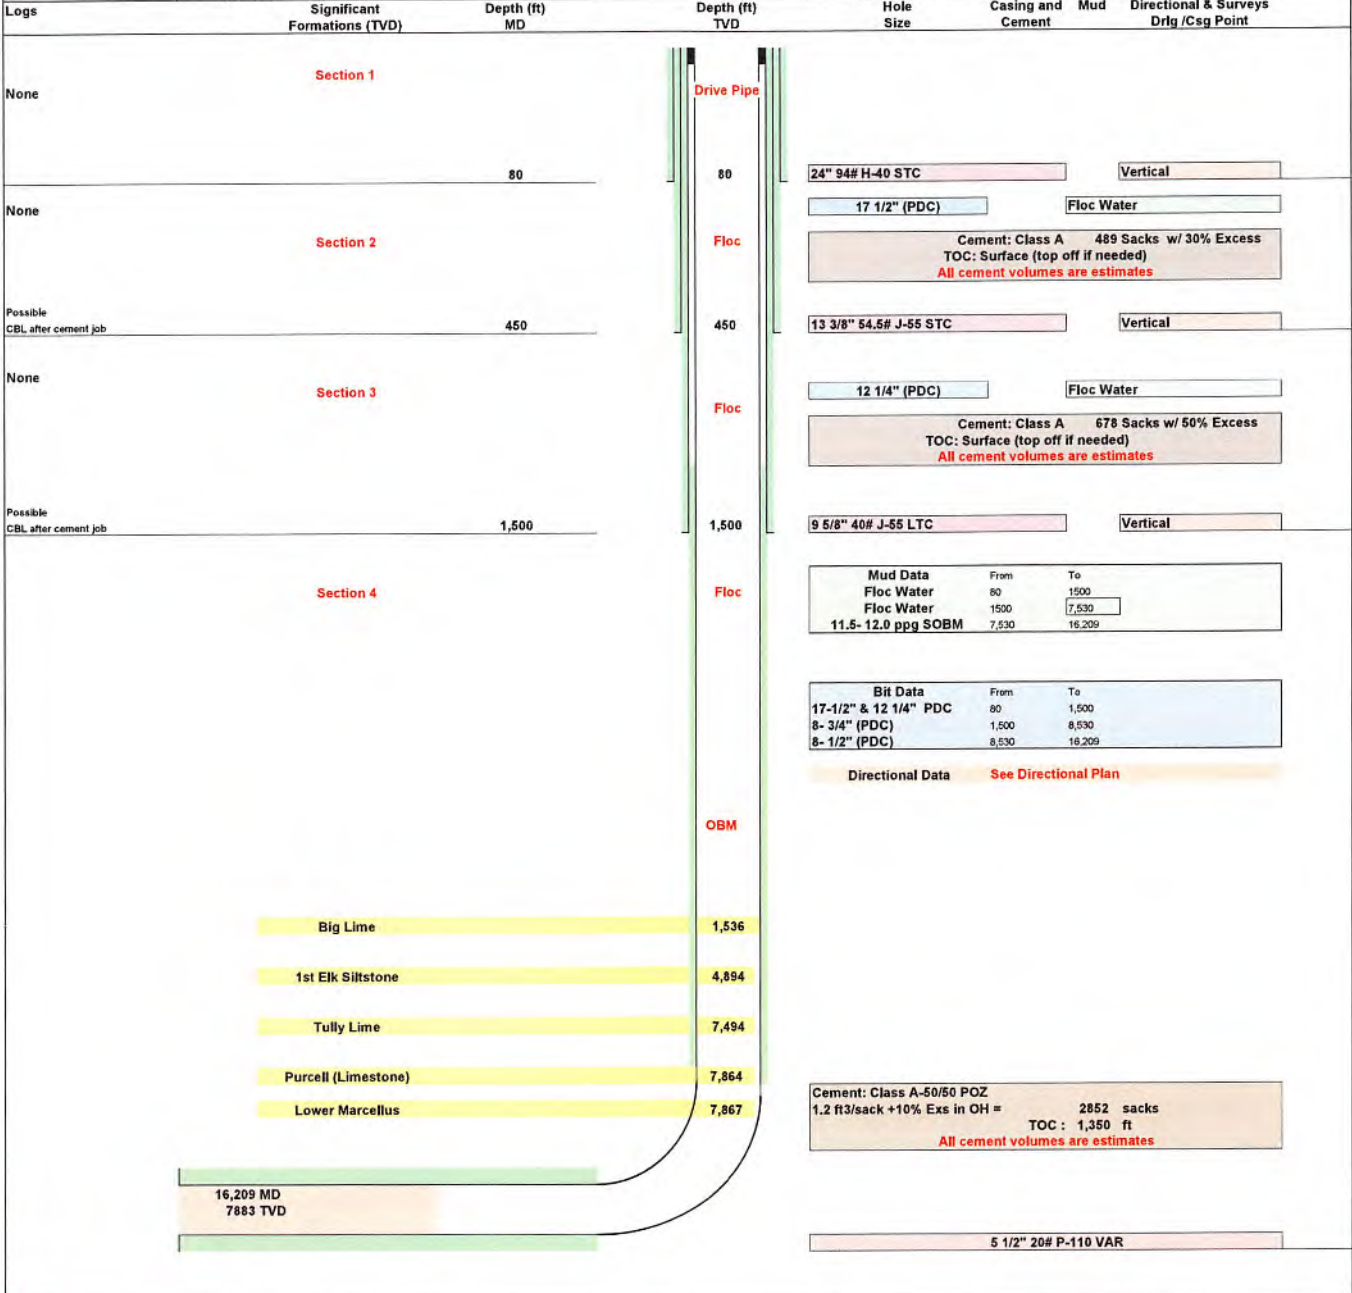 Logs Significant Depth (ft) Depth (ft) Hole Casing and Mud Directional & Surveys
Formations (TVD) MD TVD Size Cement Drlg /Csg Point
Section 1
None
Drive Pipe
80 80 24" 94# H-40 STC Vertical
None 17 1/2" (PDC) Floc Water
Section 2 Floc Cement: Class A 489 Sacks w/ 30% Excess
TOC: Surface (top off if needed)
All cement volumes are estimates
Possible
CBL after cement job 450 450 13 3/8" 54.5# J-55 STC Vertical
None
Section 3 12 1/4" (PDC) Floc Water
Floc
Cement: Class A 678 Sacks w/ 50% Excess
TOC: Surface (top off if needed)
All cement volumes are estimates
Possible
CBL after cement job 1,500 1,500 9 5/8" 40# J-55 LTC Vertical
Mud Data From To
Section 4 Floc Floc Water 80 1500
Floc Water 1500 7,530
11.5- 12.0 ppg SOBM 7,530 16,209
Bit Data From To
17-1/2" & 12 1/4" PDC 80 1,500
8- 3/4" (PDC) 1,500 8,530
8- 1/2" (PDC) 8,530 16,209
Directional Data See Directional Plan
OBM
Big Lime 1,536
1st Elk Siltstone 4,894
Tully Lime 7,494
Purcell (Limestone) 7,864
Cement: Class A-50/50 POZ
Lower Marcellus 7,867 1.2 ft3/sack +10% Exs in OH = 2852 sacks
TOC : 1,350 ft
All cement volumes are estimates
16,209 MD
7883 TVD
5 1/2" 20# P-110 VAR